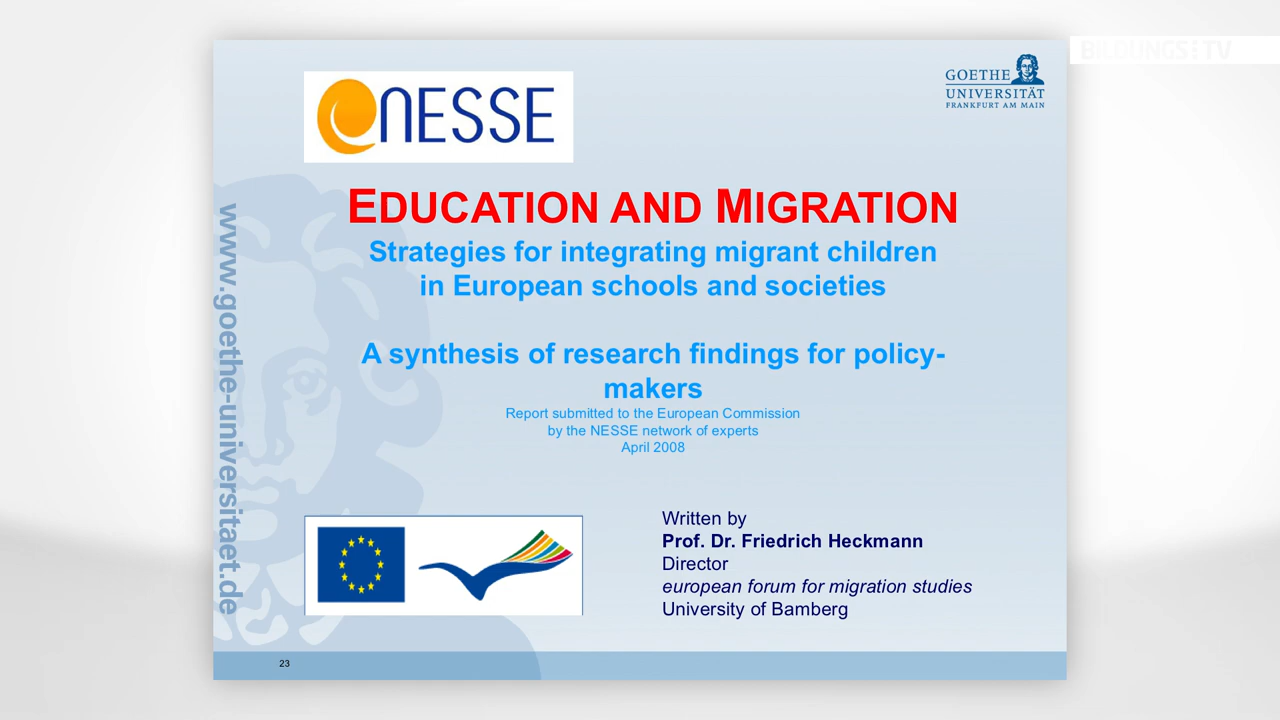 BILDUNGS TV
GOETHE
UNIVERSITÄT
FRANKFURT AM MAIN
NESSE
EDUCATION AND MIGRATION
Strategies for integrating migrant children
in European schools and societies
A synthesis of research findings for policy-
makers
Report submitted to the European Commission
by the NESSE network of experts
April 2008
www.goethe-universitaet.de
Written by
Prof. Dr. Friedrich Heckmann
Director
european forum for migration studies
University of Bamberg
23